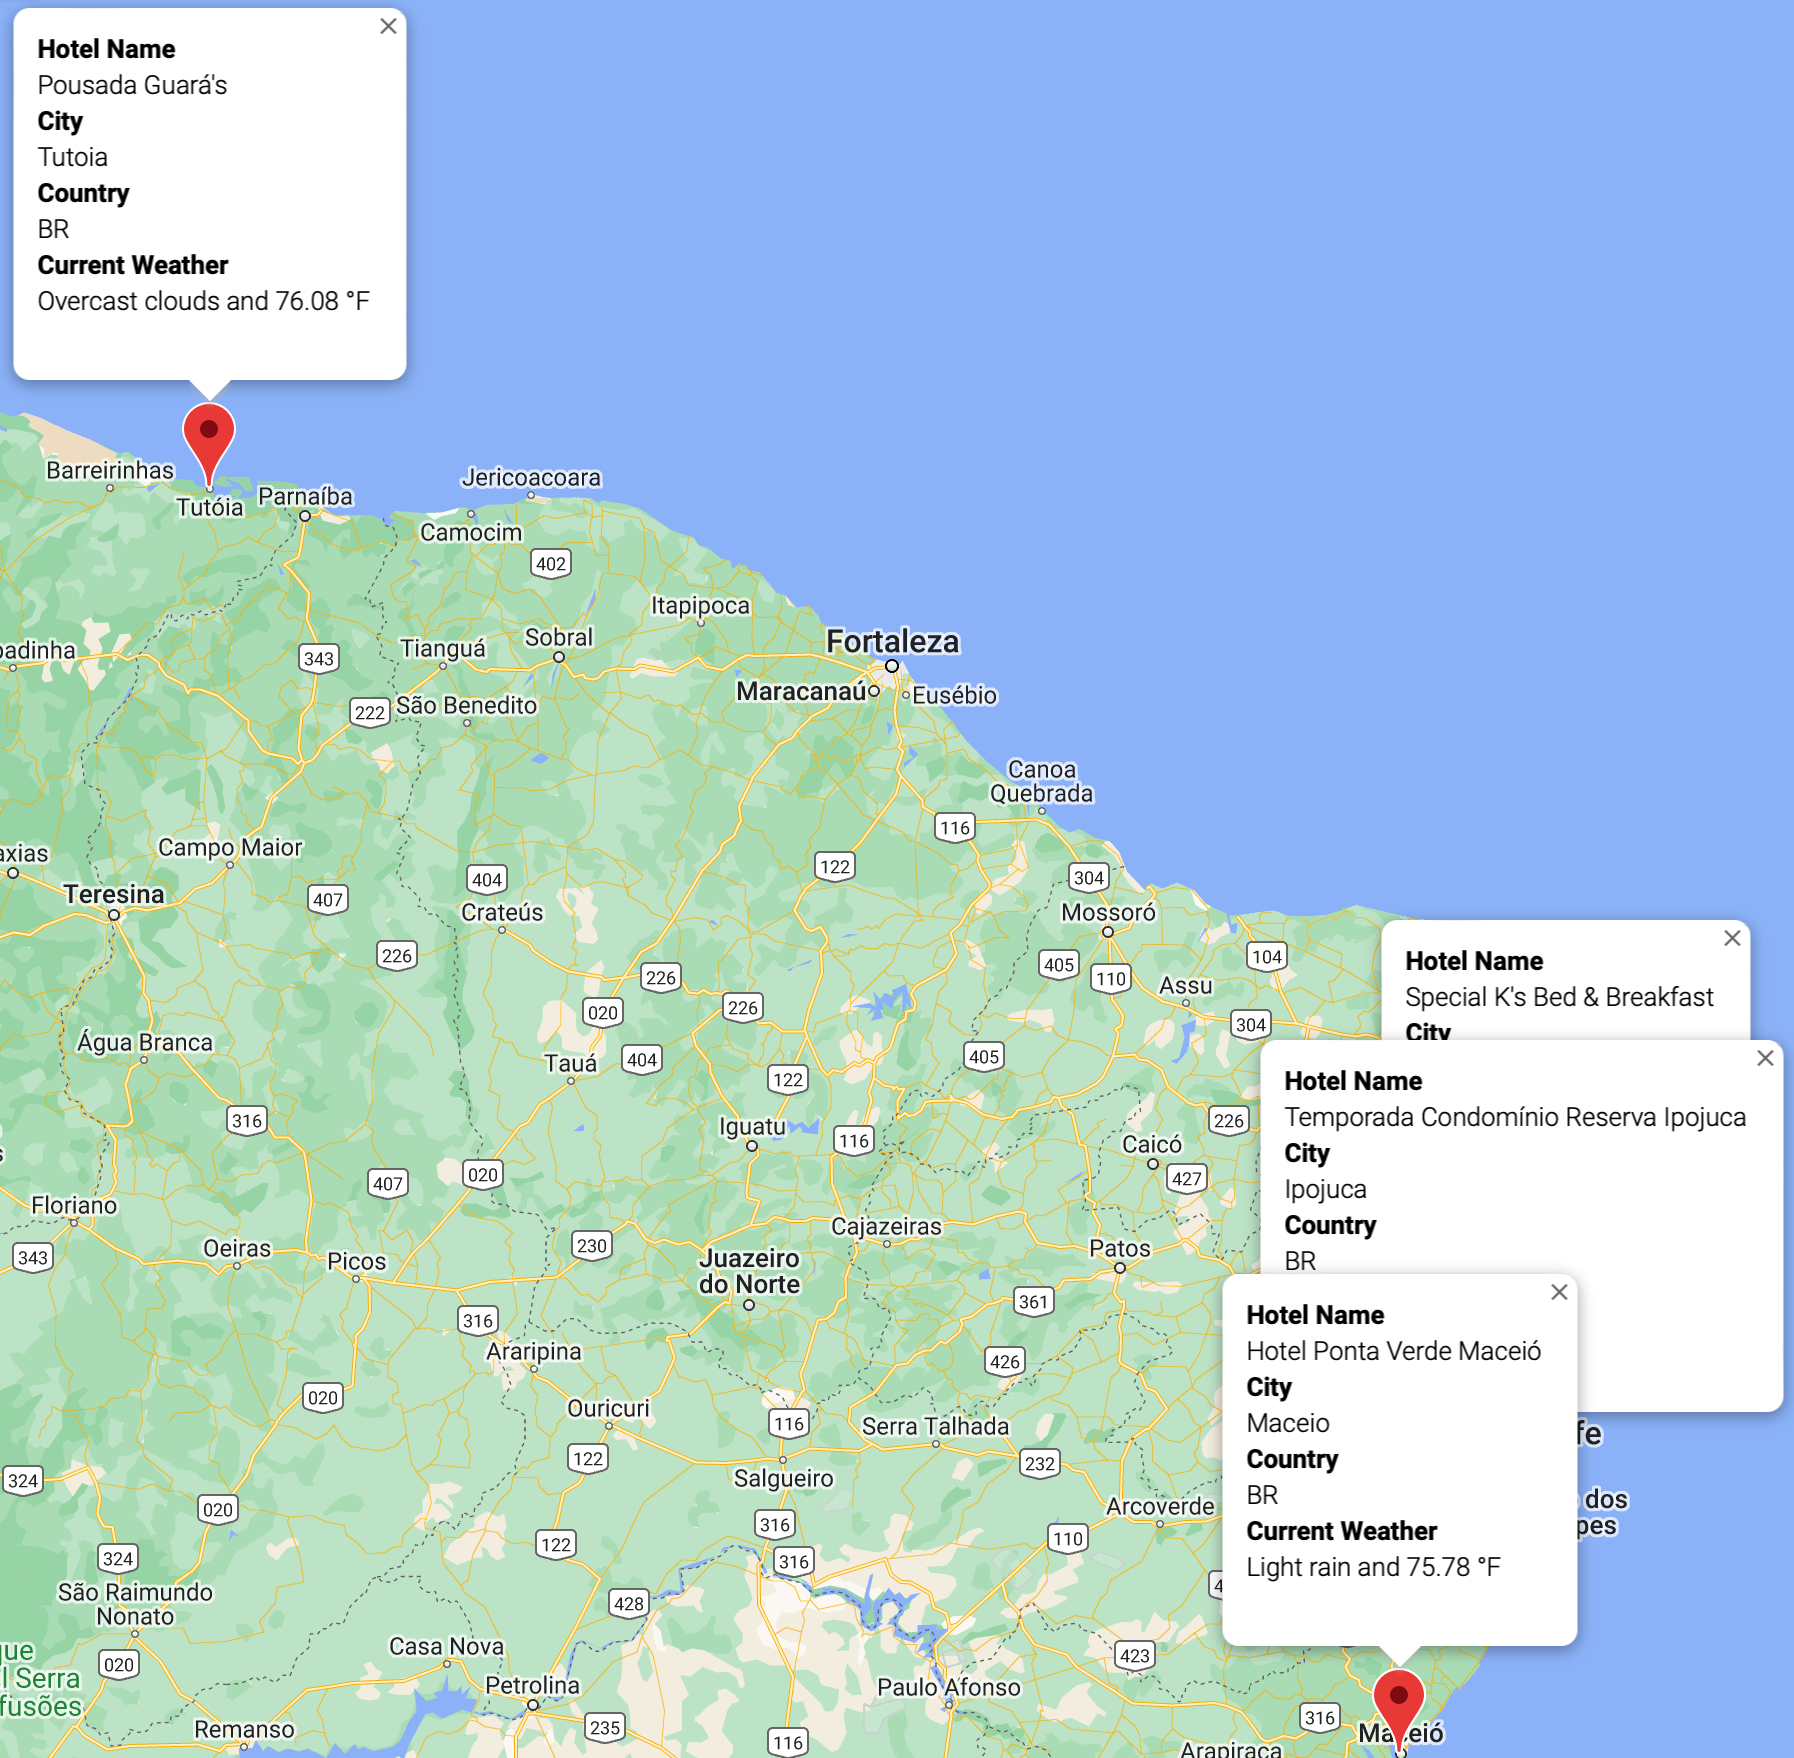 Hotel Name
Pousada Guará's
City
Tutoia
Country
BR
Current Weather
Overcast clouds and 76.08 °F
Barreirinhas
Tutóia
Parnaíba
Jericoacoara
Camocim
402
Itapipoca
Fortaleza
Maracanaú
Eusébio
Sobral
Tianguá
343
222
São Benedito
adinha
Canoa
Quebrada
116
122
304
Campo Maior
axias
Teresina
407
404
Crateús
226
226
226
020
Mossoró
405
110
Assu
104
304
Hotel Name
Special K's Bed & Breakfast
City
Água Branca
Tauá
404
122
405
Hotel Name
Temporada Condomínio Reserva Ipojuca
City
Ipojuca
Country
BR
316
Iguatu
116
226
Caicó
427
407
020
Floriano
343
Oeiras
Picos
230
Juazeiro
do Norte
Cajazeiras
Patos
361
316
Araripina
426
Hotel Name
Hotel Ponta Verde Maceió
City
Maceio
Country
BR
Current Weather
Light rain and 75.78 °F
020
Ouricuri
116
Serra Talhada
fe
324
122
Salgueiro
232
020
Arcoverde
dos
pes
316
110
324
122
316
4
São Raimundo
Nonato
428
ue
l Serra
fusões
020
Casa Nova
423
Petrolina
Paulo Afonso
Remanso
235
116
316
Maceió
Arapiraca